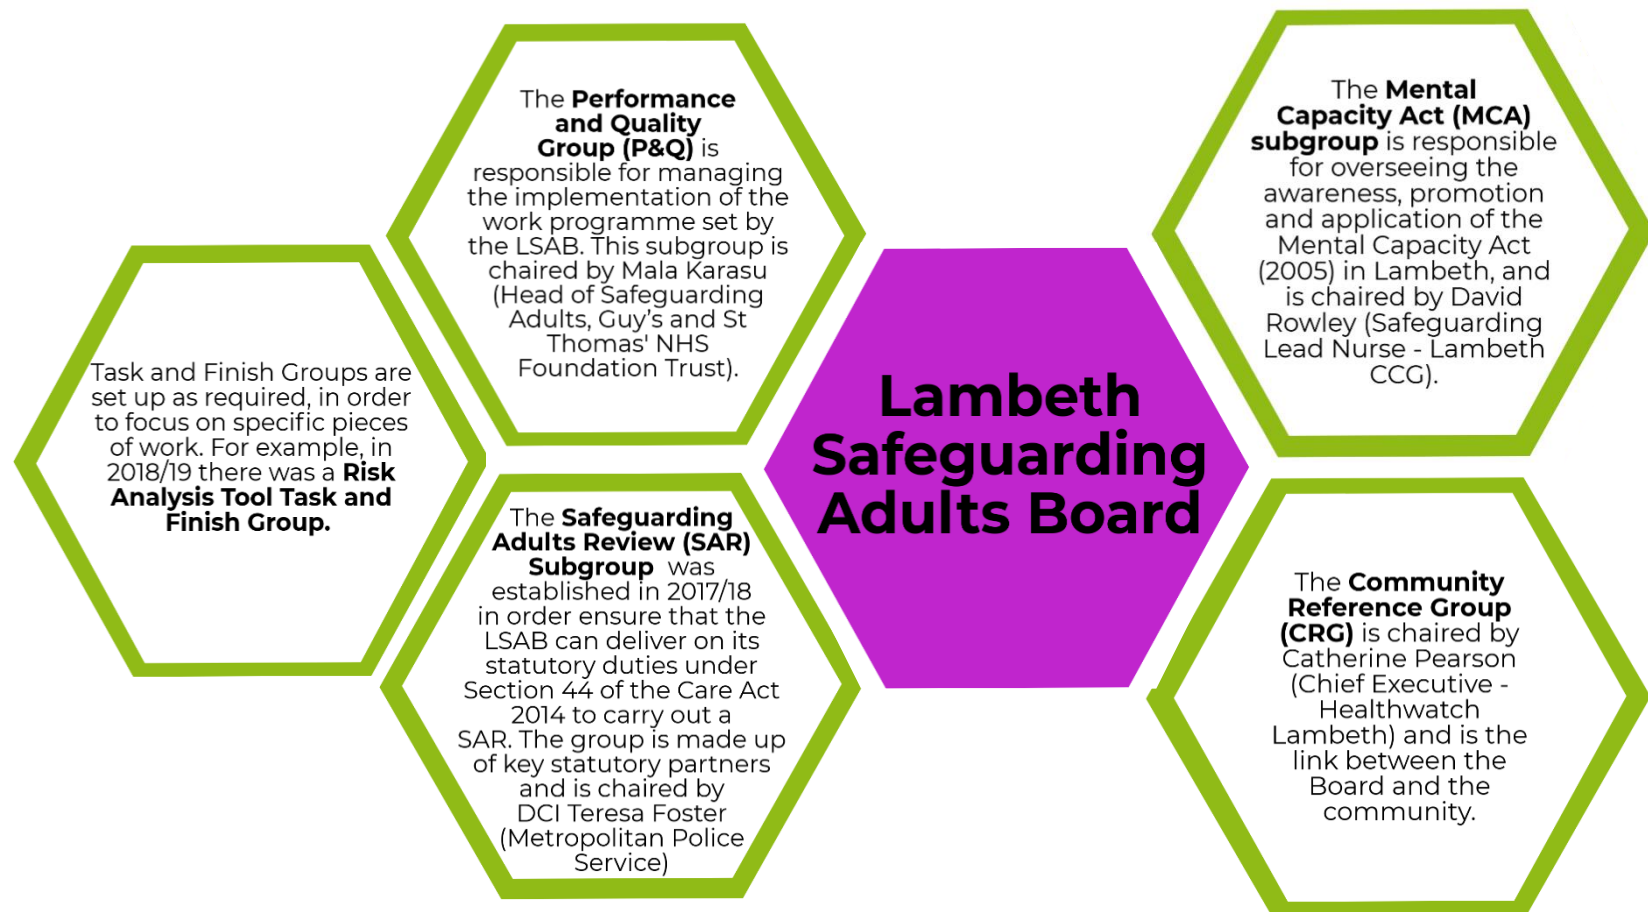 The Performance
and Quality
Group (P&Q) is
responsible for managing
the implementation of the
work programme set by
the LSAB. This subgroup is
chaired by Mala Karasu
(Head of Safeguarding
Adults, Guy’s and St
Thomas' NHS
Foundation Trust).
The Mental
Capacity Act (MCA)
subgroup is responsible
for overseeing the
awareness, promotion
and application of the
Mental Capacity Act
(2005) in Lambeth, and
is chaired by David
Rowley (Safeguarding
Lead Nurse - Lambeth
CCG).
Task and Finish Groups are
set up as required, in order
to focus on specific pieces
of work. For example, in
2018/19 there was a Risk
Analysis Tool Task and
Finish Group.
Lambeth
Safeguarding
Adults Board
The Safeguarding
Adults Review (SAR)
Subgroup was
established in 2017/18
in order ensure that the
LSAB can deliver on its
statutory duties under
Section 44 of the Care Act
2014 to carry out a
SAR. The group is made up
of key statutory partners
and is chaired by
DCI Teresa Foster
(Metropolitan Police
Service)
The Community
Reference Group
(CRG) is chaired by
Catherine Pearson
(Chief Executive -
Healthwatch
Lambeth) and is the
link between the
Board and the
community.